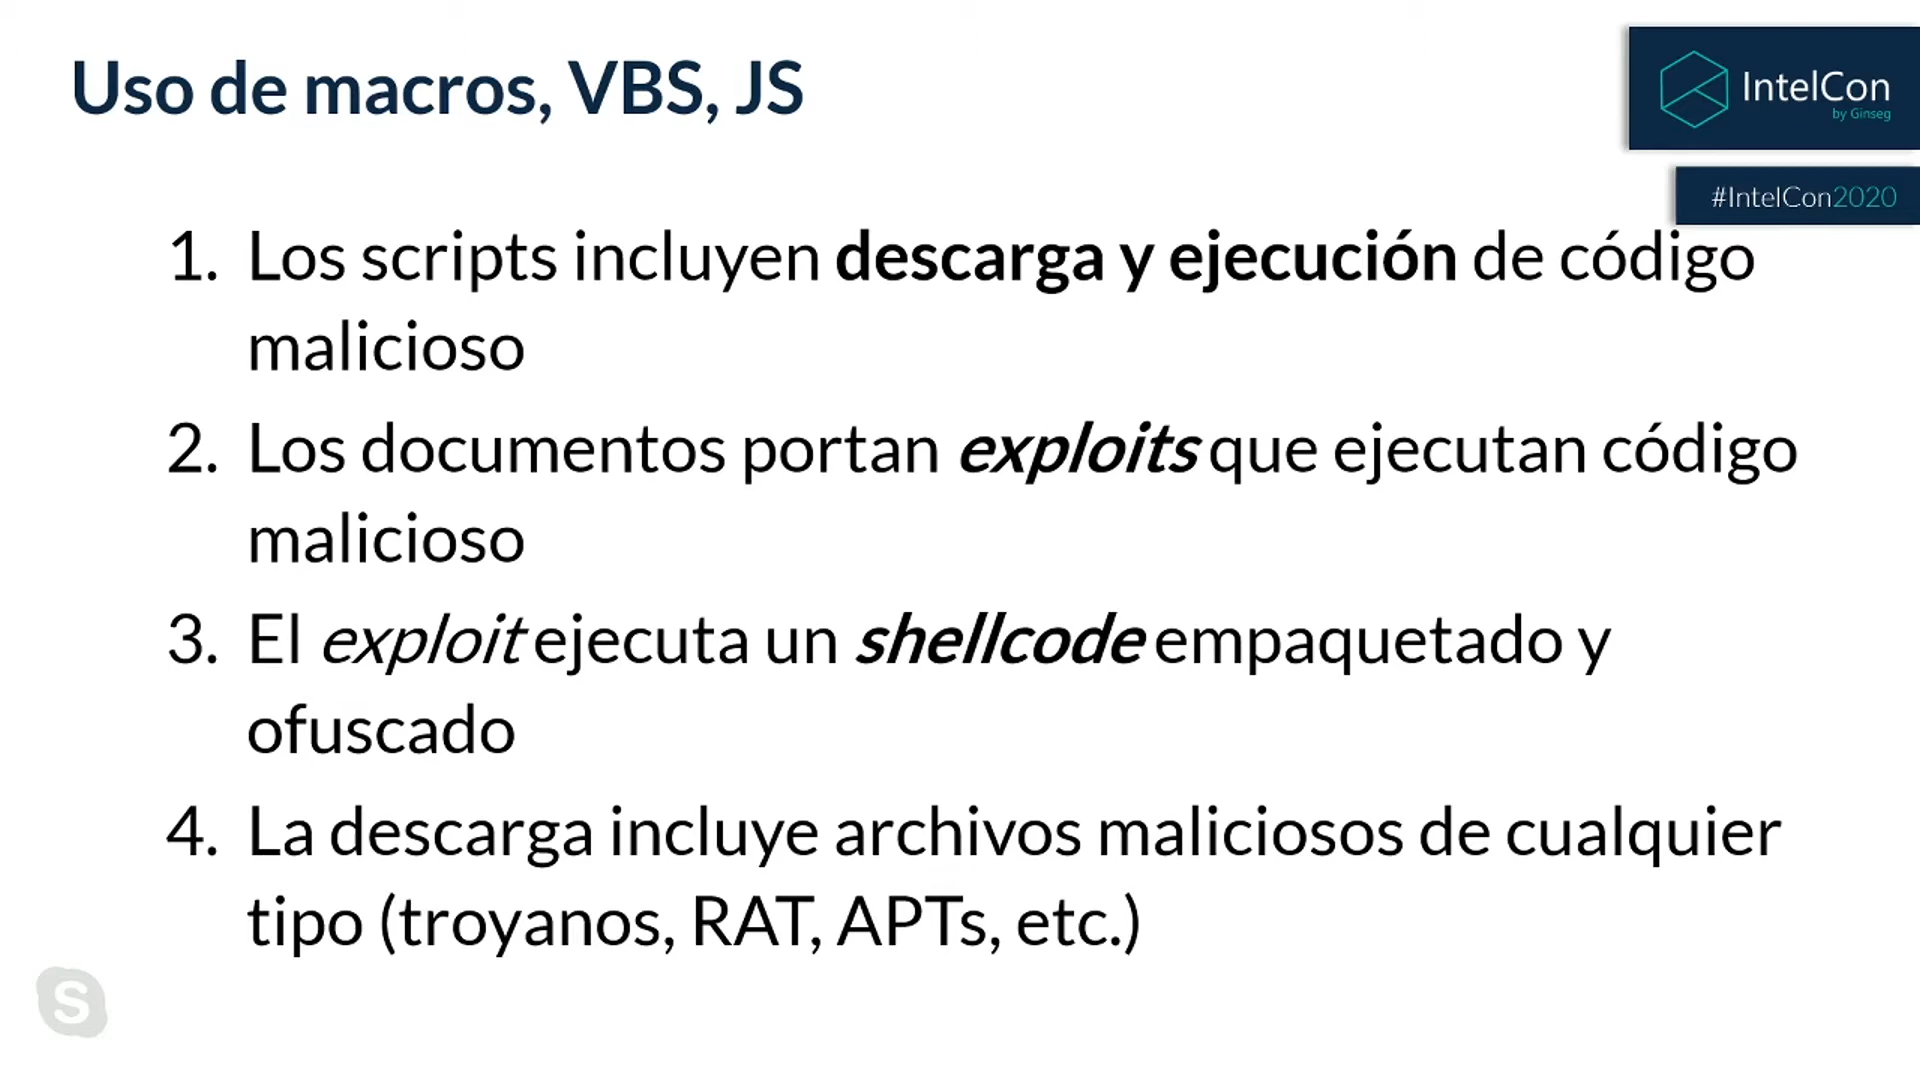 Uso de macros, VBS, JS
IntelCon
by Ginseg
#IntelCon2020
1. Los scripts incluyen descarga y ejecución de código
malicioso
2. Los documentos portan exploits que ejecutan código
malicioso
3. El exploit ejecuta un shellcode empaquetado y
ofuscado
4. La descarga incluye archivos maliciosos de cualquier
tipo (troyanos, RAT, APTs, etc.)
S